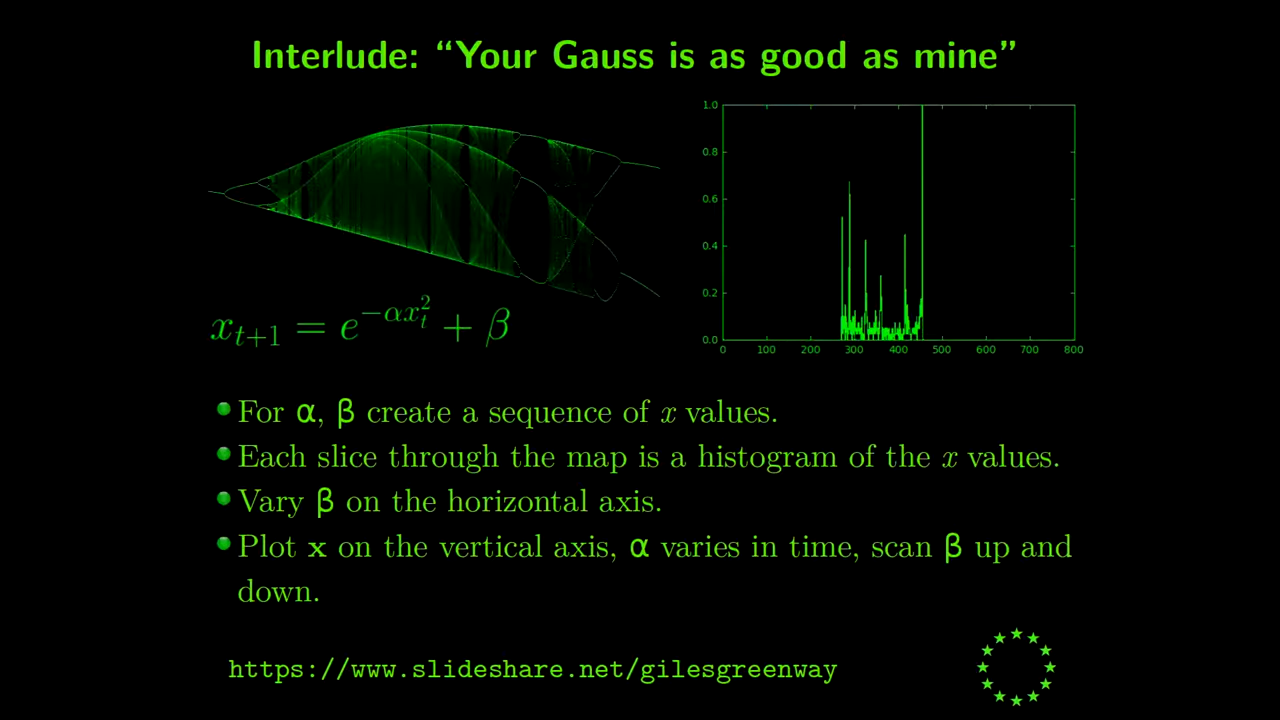 Interlude: “Your Gauss is as good as mine”
1.0
0.8
0.6
0.4
0.2
0.0
0 100 200 300 400 500 600 700 800
x_{t+1} = e^{-αx_t^2} + β
For α, β create a sequence of x values.
Each slice through the map is a histogram of the x values.
Vary β on the horizontal axis.
Plot x on the vertical axis, α varies in time, scan β up and
down.
https://www.slideshare.net/gilesgreenway